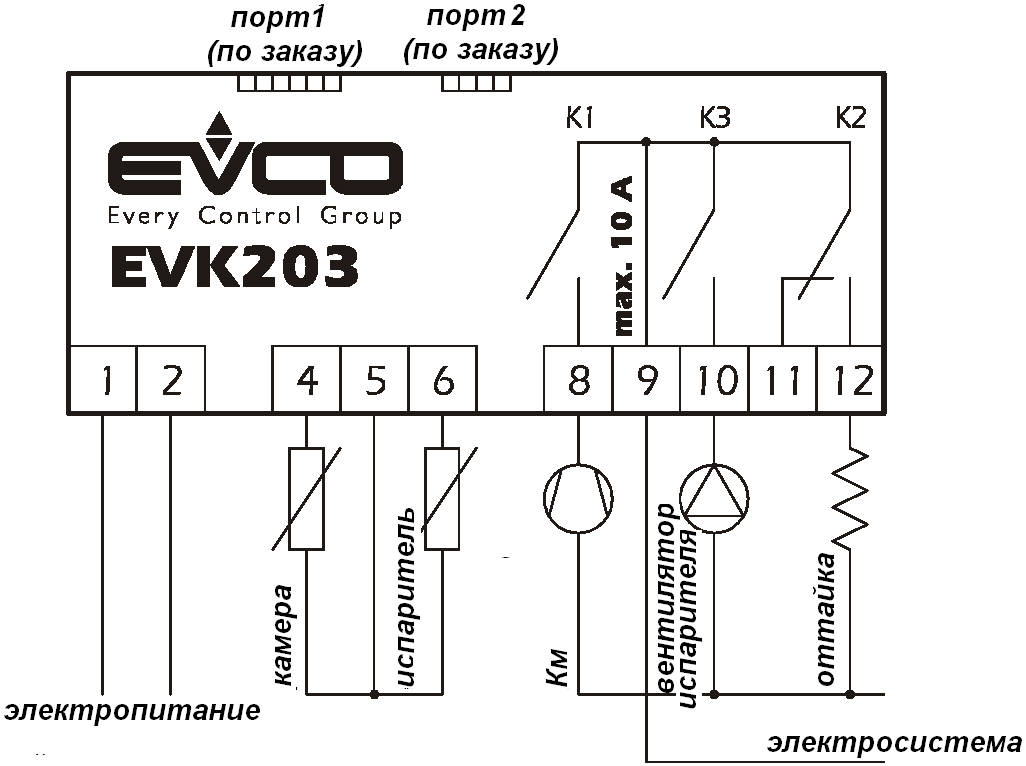 порт1
(по заказу)
порт 2
(по заказу)
EVCO
Every Control Group
EVK203
K1
K3
K2
max. 10 A
1
2
4
5
6
8
9
10
11
12
камера
испаритель
Км
вентилятор
испарителя
оттайка
электропитание
электросистема